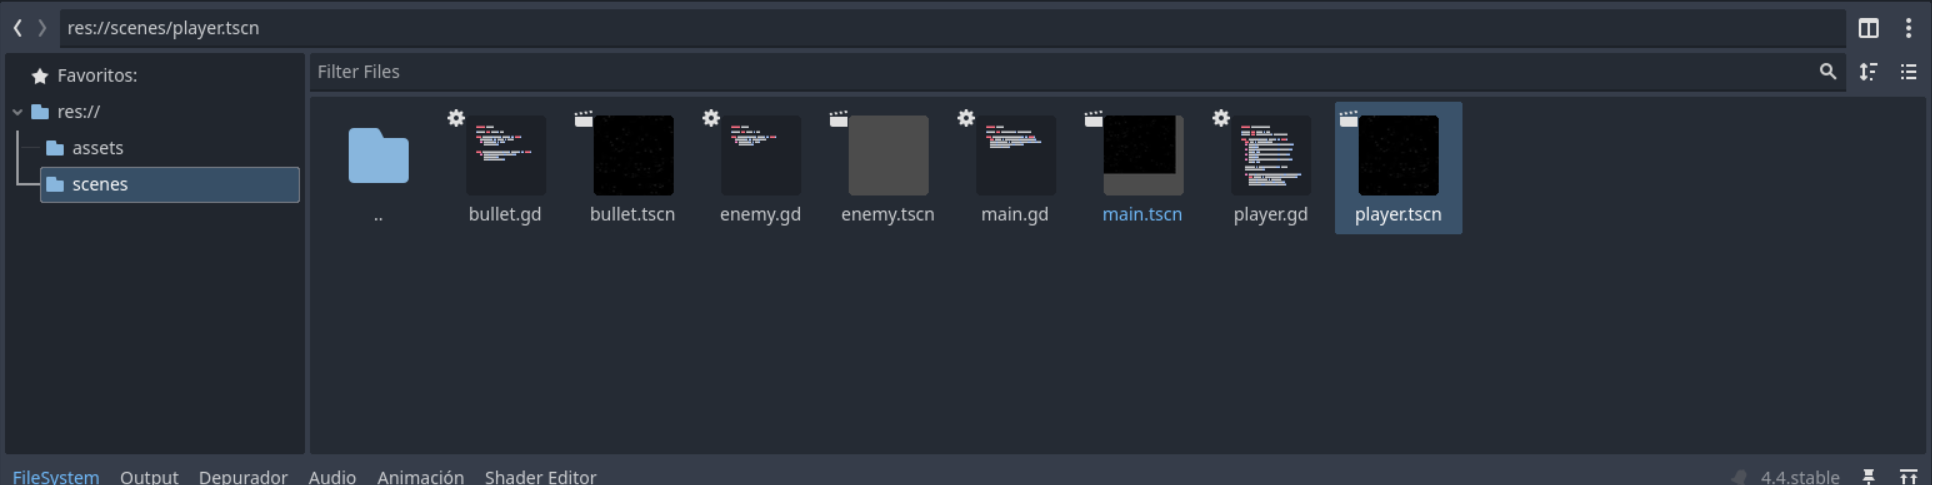 res://scenes/player.tscn
Favoritos:
res://
assets
scenes
Filter Files
..
bullet.gd
bullet.tscn
enemy.gd
enemy.tscn
main.gd
main.tscn
player.gd
player.tscn
FileSystem Output Depurador Audio Animación Shader Editor 4.4.stable